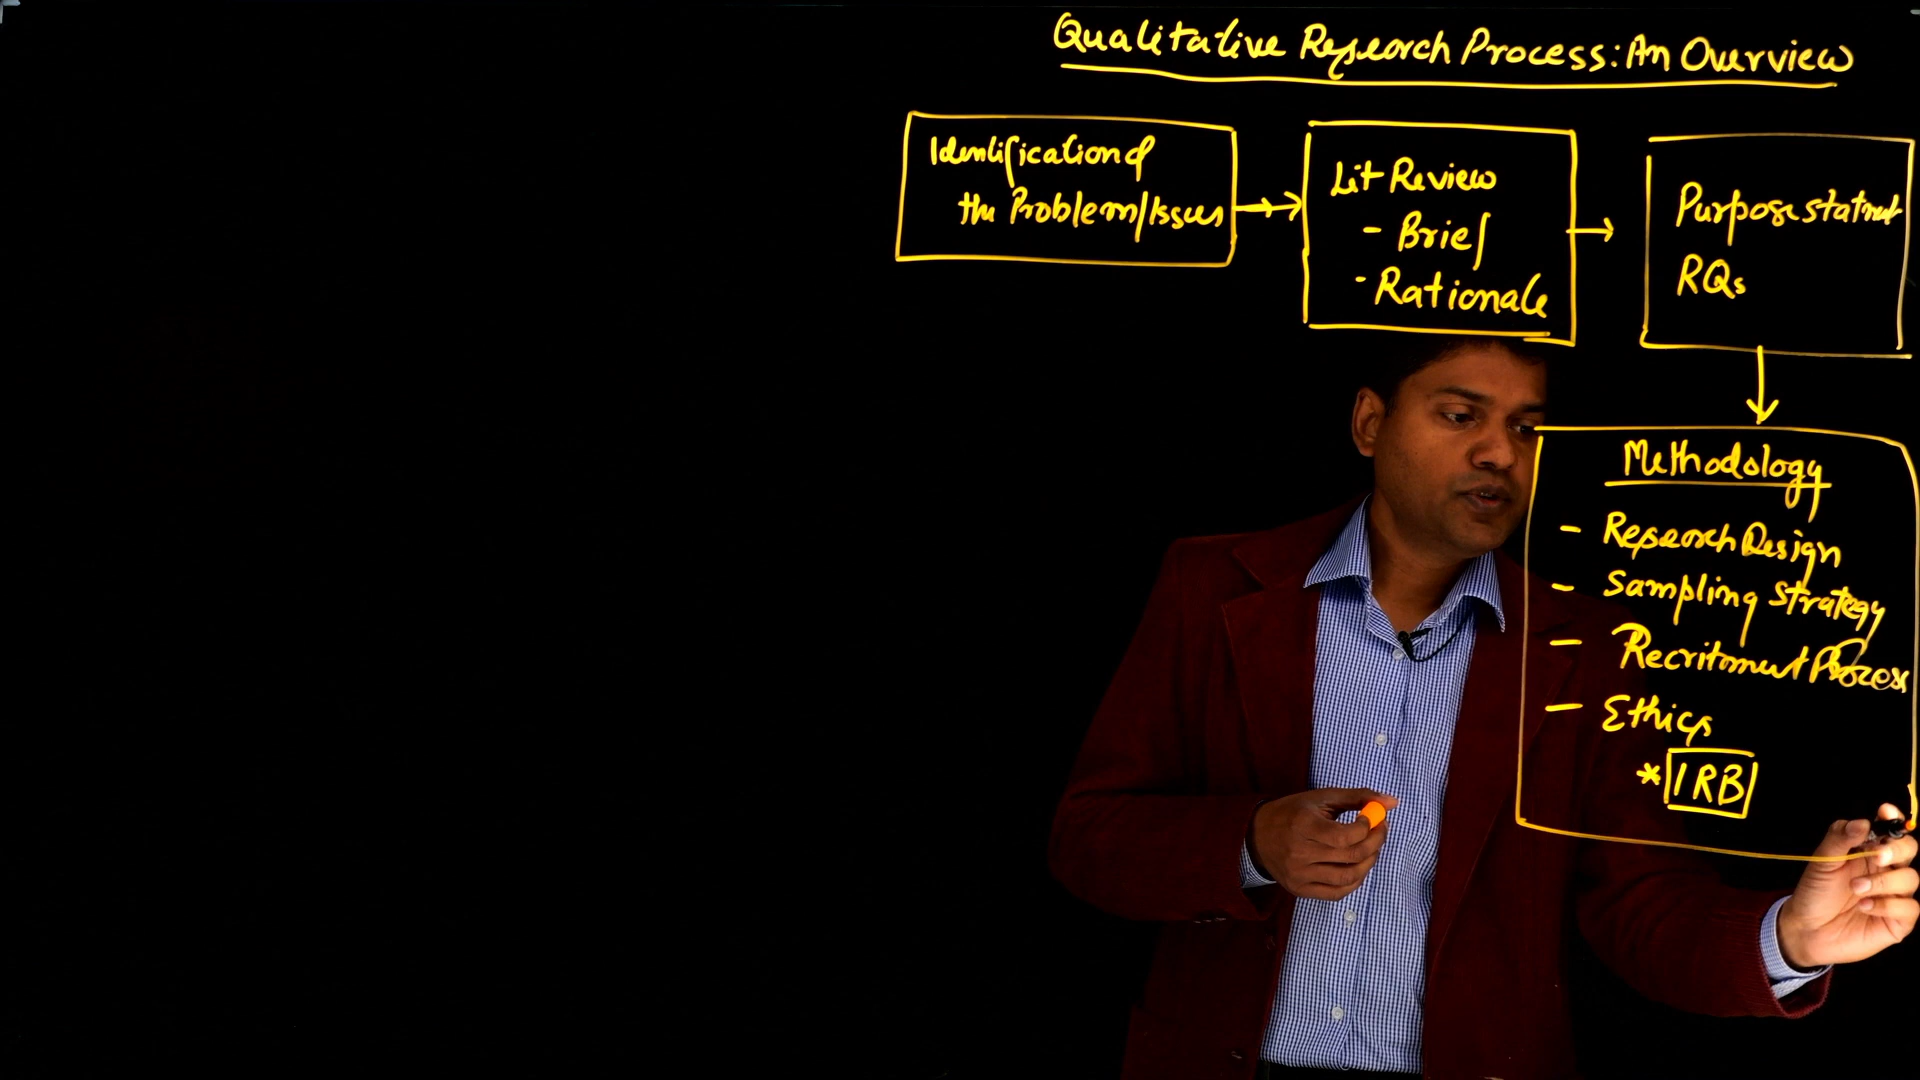 Qualitative Research Process: An Overview
Identification of
the Problem/Issues
Lit Review
- Brief
- Rationale
Purpose statmet
RQs
Methodology
- Research Design
- Sampling Strategy
- Recritment Process
- Ethics
* IRB